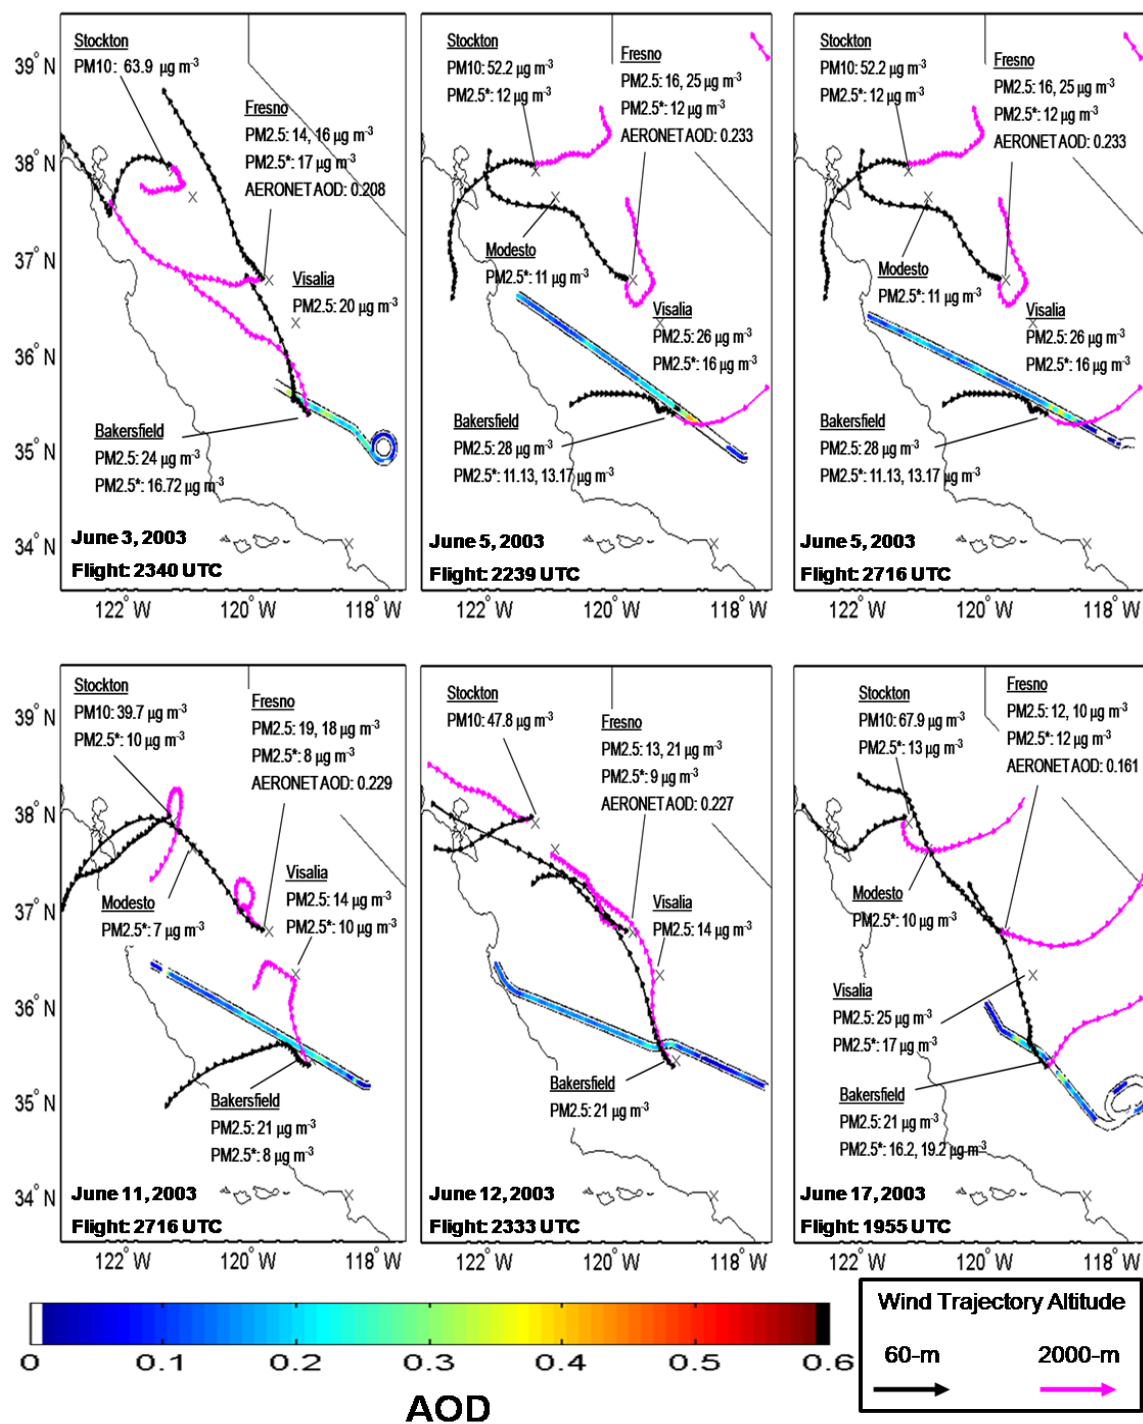 Stockton
PM10: 63.9 µg m-3
Fresno
PM2.5: 14, 16 µg m-3
PM2.5*: 17 µg m-3
AERONET AOD: 0.208
Visalia
PM2.5: 20 µg m-3
Bakersfield
PM2.5: 24 µg m-3
PM2.5*: 16.72 µg m-3
June 3, 2003
Flight: 2340 UTC
39° N
38° N
37° N
36° N
35° N
34° N
122° W
120° W
118° W
Stockton
PM10: 52.2 µg m-3
PM2.5*: 12 µg m-3
Fresno
PM2.5: 16, 25 µg m-3
PM2.5*: 12 µg m-3
AERONET AOD: 0.233
Modesto
PM2.5*: 11 µg m-3
Visalia
PM2.5: 26 µg m-3
PM2.5*: 16 µg m-3
Bakersfield
PM2.5: 28 µg m-3
PM2.5*: 11.13, 13.17 µg m-3
June 5, 2003
Flight: 2239 UTC
122° W
120° W
118° W
Stockton
PM10: 52.2 µg m-3
PM2.5*: 12 µg m-3
Fresno
PM2.5: 16, 25 µg m-3
PM2.5*: 12 µg m-3
AERONET AOD: 0.233
Modesto
PM2.5*: 11 µg m-3
Visalia
PM2.5: 26 µg m-3
PM2.5*: 16 µg m-3
Bakersfield
PM2.5: 28 µg m-3
PM2.5*: 11.13, 13.17 µg m-3
June 5, 2003
Flight: 2716 UTC
122° W
120° W
118° W
Stockton
PM10: 39.7 µg m-3
PM2.5*: 10 µg m-3
Fresno
PM2.5: 19, 18 µg m-3
PM2.5*: 8 µg m-3
AERONET AOD: 0.229
Modesto
PM2.5*: 7 µg m-3
Visalia
PM2.5: 14 µg m-3
PM2.5*: 10 µg m-3
Bakersfield
PM2.5: 21 µg m-3
PM2.5*: 8 µg m-3
June 11, 2003
Flight: 2716 UTC
39° N
38° N
37° N
36° N
35° N
34° N
122° W
120° W
118° W
Stockton
PM10: 47.8 µg m-3
Fresno
PM2.5: 13, 21 µg m-3
PM2.5*: 9 µg m-3
AERONET AOD: 0.227
Visalia
PM2.5: 14 µg m-3
Bakersfield
PM2.5: 21 µg m-3
June 12, 2003
Flight: 2333 UTC
122° W
120° W
118° W
Stockton
PM10: 67.9 µg m-3
PM2.5*: 13 µg m-3
Fresno
PM2.5: 12, 10 µg m-3
PM2.5*: 12 µg m-3
AERONET AOD: 0.161
Modesto
PM2.5*: 10 µg m-3
Visalia
PM2.5: 25 µg m-3
PM2.5*: 17 µg m-3
Bakersfield
PM2.5: 21 µg m-3
PM2.5*: 16.2, 19.2 µg m-3
June 17, 2003
Flight: 1955 UTC
122° W
120° W
118° W
0 0.1 0.2 0.3 0.4 0.5 0.6
AOD
Wind Trajectory Altitude
60-m 2000-m